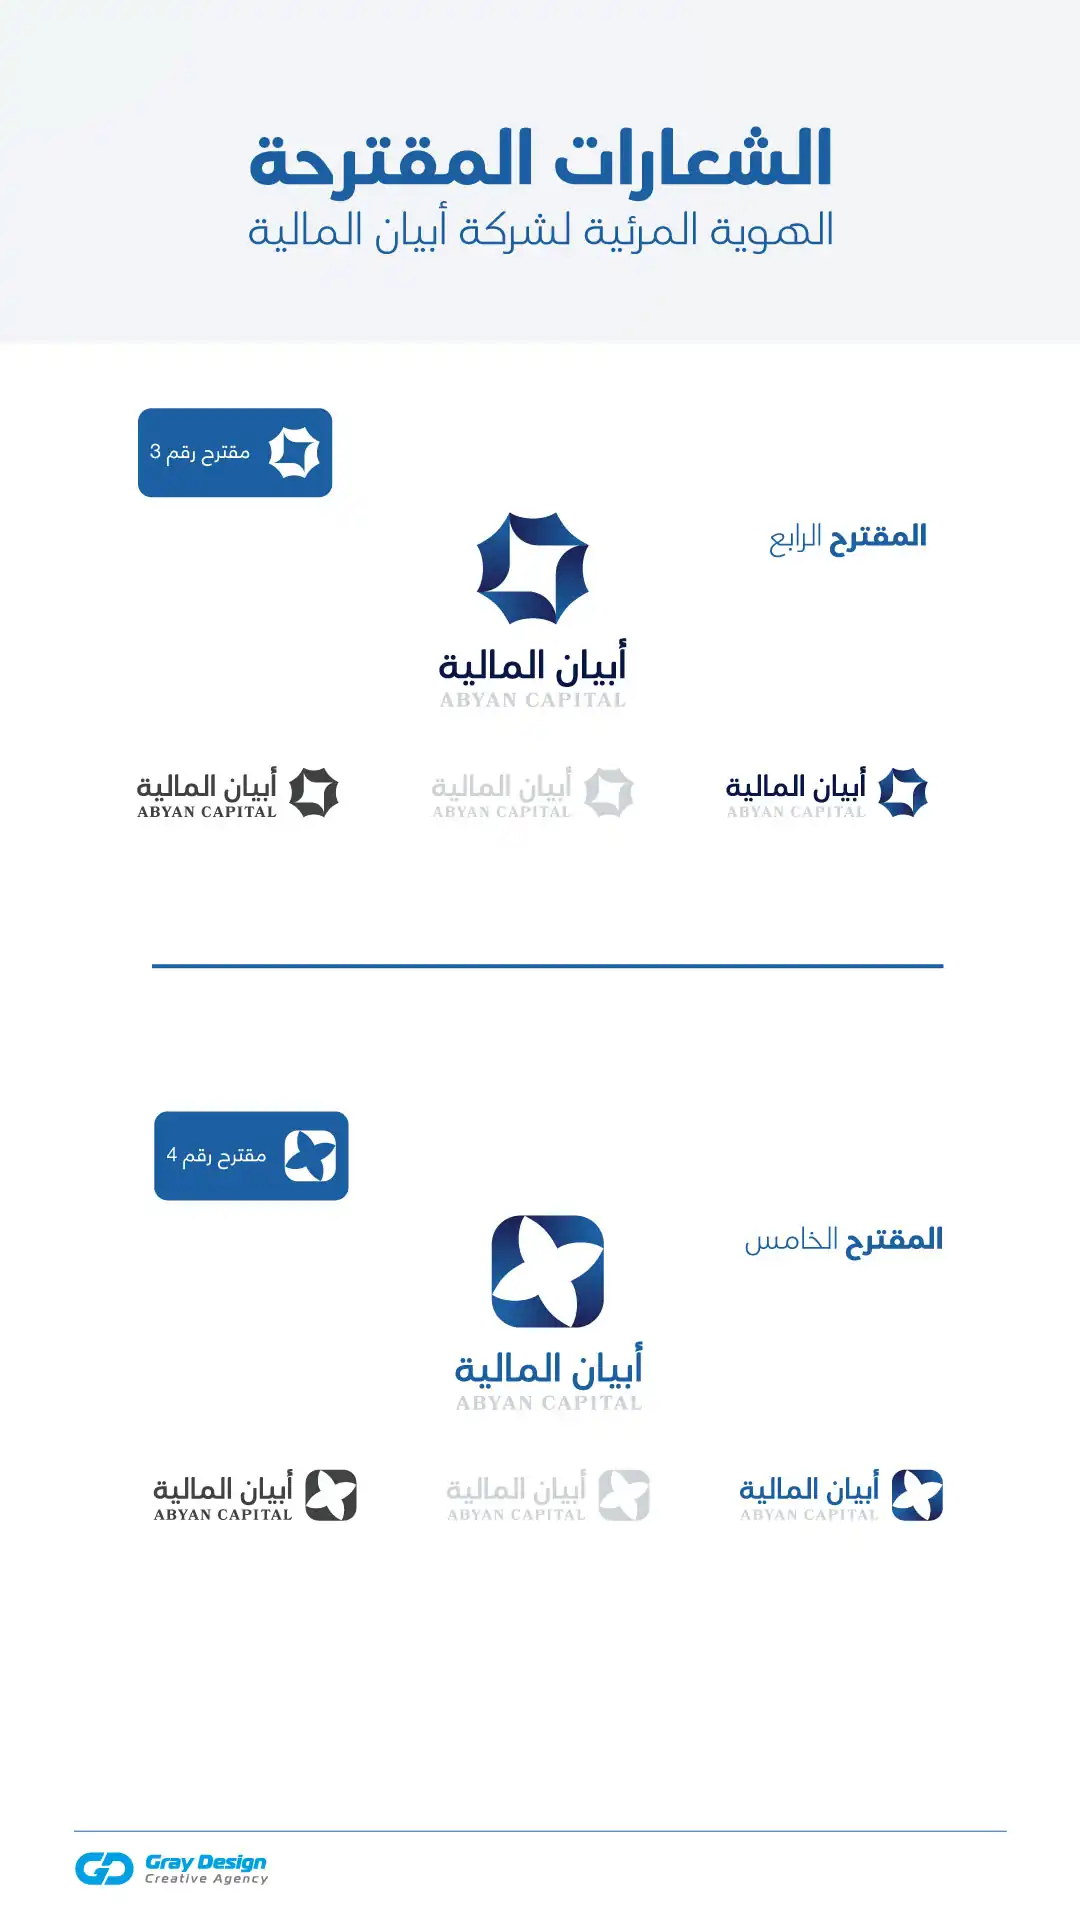 الشعارات المقترحة
الهوية المرئية لشركة أبيان المالية
مقترح رقم 3
المقترح الرابع
أبيان المالية
ABYAN CAPITAL
أبيان المالية
ABYAN CAPITAL
أبيان المالية
ABYAN CAPITAL
أبيان المالية
ABYAN CAPITAL
مقترح رقم 4
المقترح الخامس
أبيان المالية
ABYAN CAPITAL
أبيان المالية
ABYAN CAPITAL
أبيان المالية
ABYAN CAPITAL
أبيان المالية
ABYAN CAPITAL
Gray Design
Creative Agency